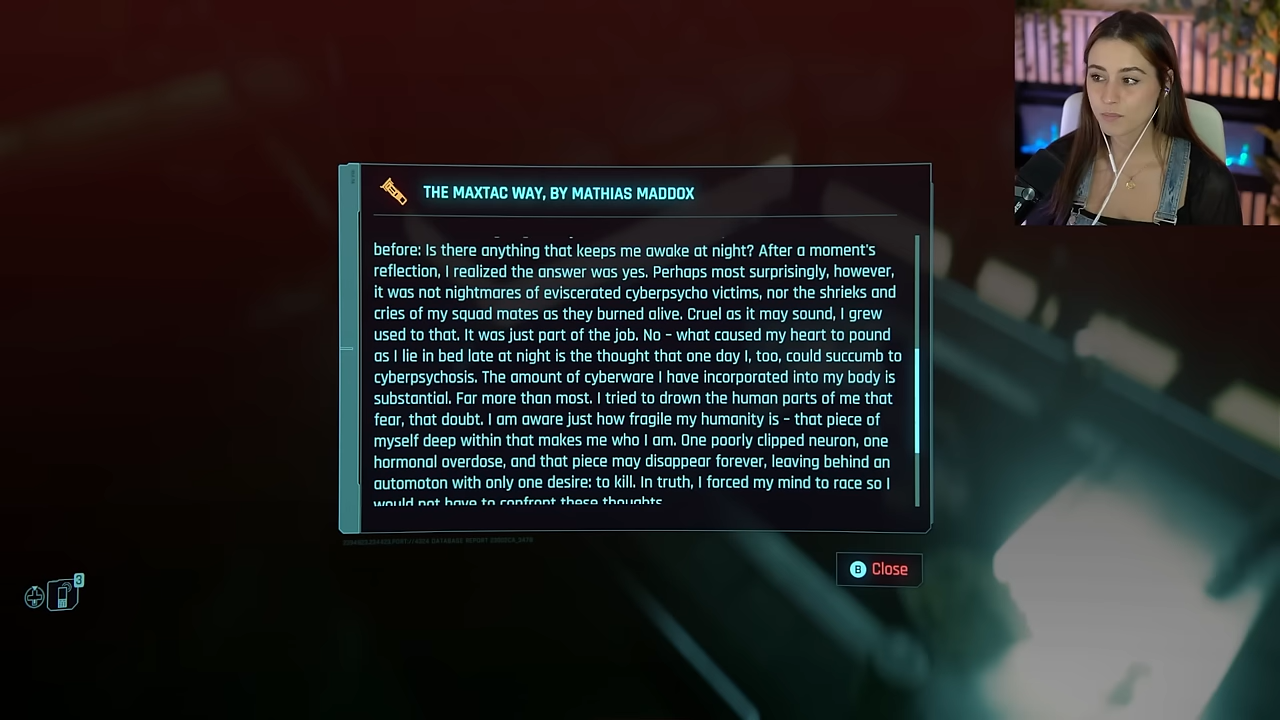 THE MAXTAC WAY, BY MATHIAS MADDOX
before: Is there anything that keeps me awake at night? After a moment's
reflection, I realized the answer was yes. Perhaps most surprisingly, however,
it was not nightmares of eviscerated cyberpsycho victims, nor the shrieks and
cries of my squad mates as they burned alive. Cruel as it may sound, I grew
used to that. It was just part of the job. No – what caused my heart to pound
as I lie in bed late at night is the thought that one day I, too, could succumb to
cyberpsychosis. The amount of cyberware I have incorporated into my body is
substantial. Far more than most. I tried to drown the human parts of me that
fear, that doubt. I am aware just how fragile my humanity is – that piece of
myself deep within that makes me who I am. One poorly clipped neuron, one
hormonal overdose, and that piece may disappear forever, leaving behind an
automoton with only one desire: to kill. In truth, I forced my mind to race so I
would not have to confront these thoughts.
B Close
3